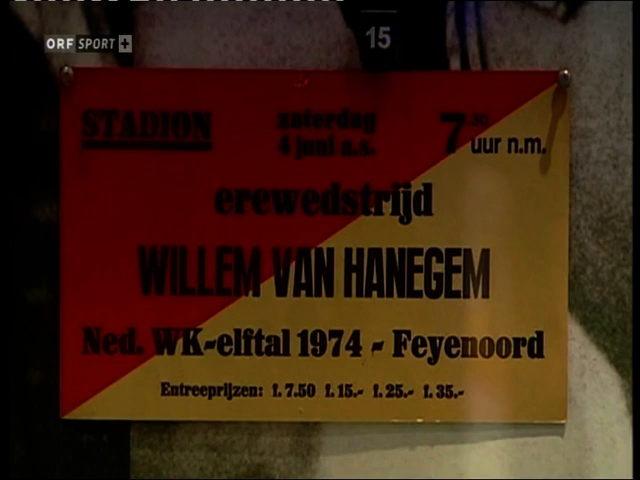 ORF SPORT +
15
STADION zaterdag 7.30
4 juni a.s. uur n.m.
erewedstrijd
WILLEM VAN HANEGEM
Ned. WK-elftal 1974 - Feyenoord
Entreeprijzen: f. 7.50 f. 15.- f. 25.- f. 35.-